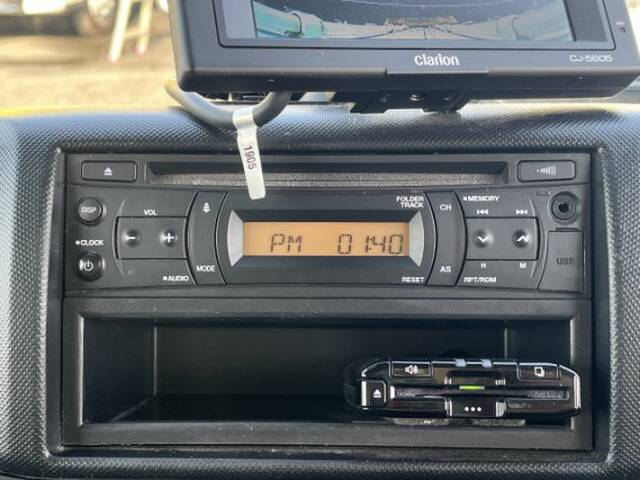 clarion
CJ-5605
1905
DISP
VOL
FOLDER
TRACK
CH
MEMORY
AUX
CLOCK
PM 01:40
USB
AUDIO
MODE
RESET
AS
H
M
RPT/RDM